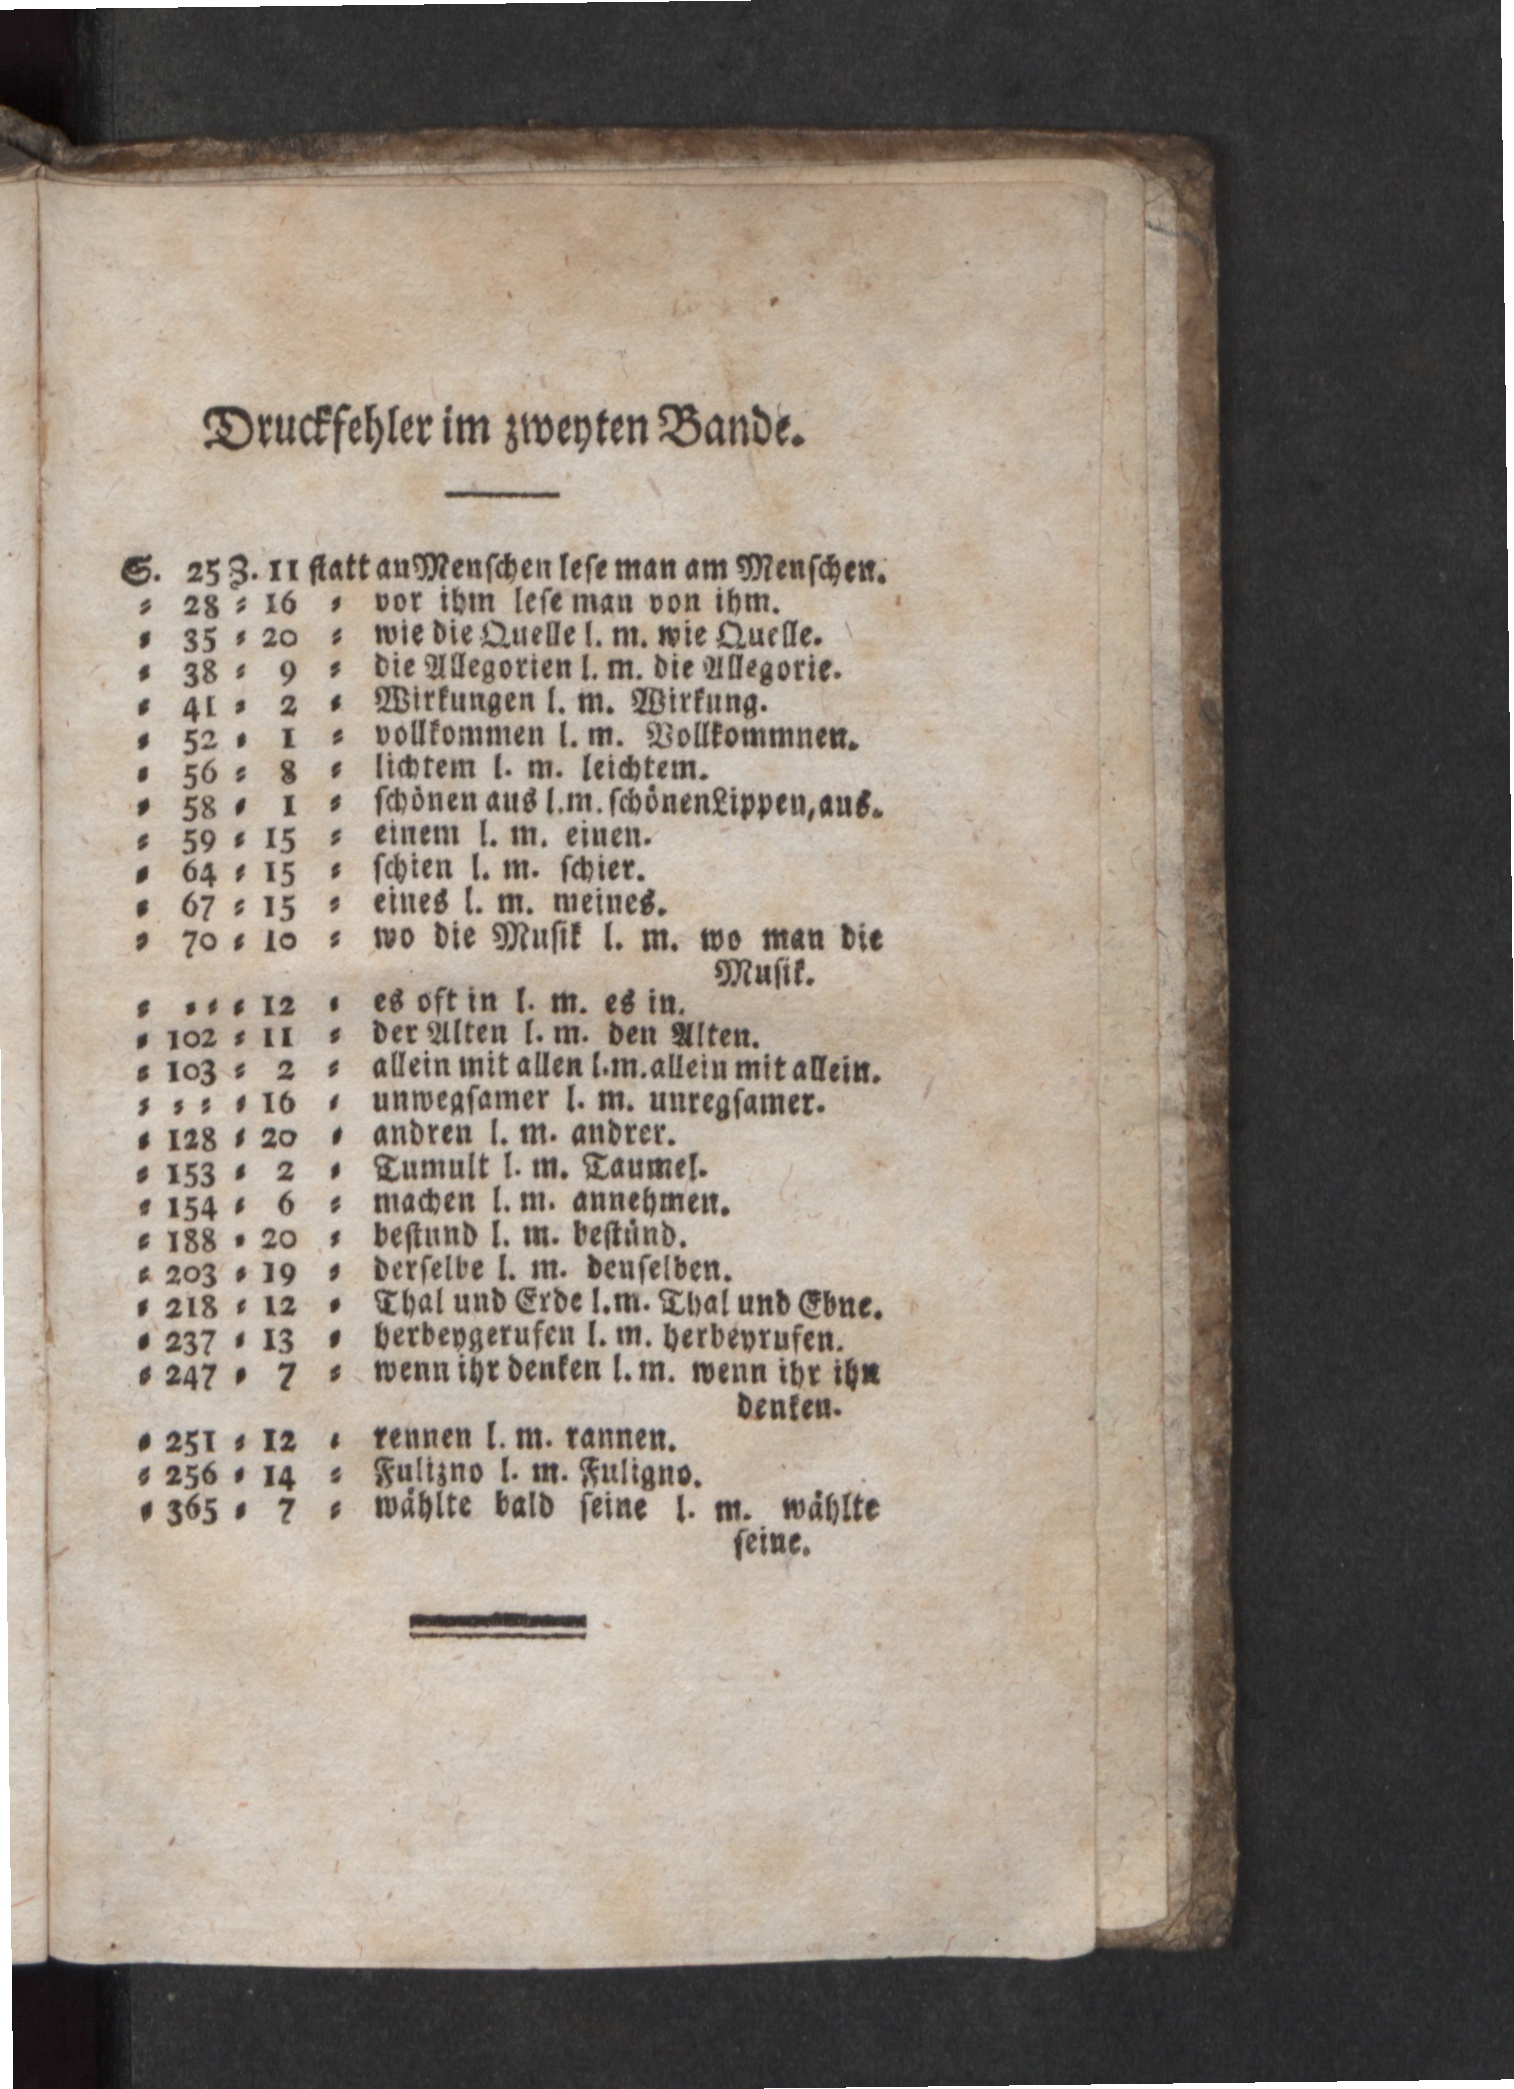 Druckfehler im zweyten Bande.
S. 25 Z. 11 ſtatt an Menſchen leſe man am Menſchen.
⸗ 28 ⸗ 16 ⸗ vor ihm leſe man von ihm.
⸗ 35 ⸗ 20 ⸗ wie die Quelle l. m. wie Quelle.
⸗ 38 ⸗ 9 ⸗ die Allegorien l. m. die Allegorie.
⸗ 41 ⸗ 2 ⸗ Wirkungen l. m. Wirkung.
⸗ 52 ⸗ 1 ⸗ vollkommen l. m. Vollkommnen.
⸗ 56 ⸗ 8 ⸗ lichtem l. m. leichtem.
⸗ 58 ⸗ 1 ⸗ ſchönen aus l. m. ſchönen Lippen, aus.
⸗ 59 ⸗ 15 ⸗ einem l. m. einen.
⸗ 64 ⸗ 15 ⸗ ſchien l. m. ſchier.
⸗ 67 ⸗ 15 ⸗ eines l. m. meines.
⸗ 70 ⸗ 10 ⸗ wo die Muſik l. m. wo man die
Muſik.
⸗ ⸗ ⸗ ⸗ 12 ⸗ es oft in l. m. es in.
⸗ 102 ⸗ 11 ⸗ der Alten l. m. den Alten.
⸗ 103 ⸗ 2 ⸗ allein mit allen l. m. allein mit allein.
⸗ ⸗ ⸗ ⸗ 16 ⸗ unwegſamer l. m. unregſamer.
⸗ 128 ⸗ 20 ⸗ andren l. m. andrer.
⸗ 153 ⸗ 2 ⸗ Tumult l. m. Taumel.
⸗ 154 ⸗ 6 ⸗ machen l. m. annehmen.
⸗ 188 ⸗ 20 ⸗ beſtund l. m. beſtünd.
⸗ 203 ⸗ 19 ⸗ derſelbe l. m. denſelben.
⸗ 218 ⸗ 12 ⸗ Thal und Erde l. m. Thal und Ebne.
⸗ 237 ⸗ 13 ⸗ herbeygerufen l. m. herbeyrufen.
⸗ 247 ⸗ 7 ⸗ wenn ihr denken l. m. wenn ihr ihn
denken.
⸗ 251 ⸗ 12 ⸗ rennen l. m. rannen.
⸗ 256 ⸗ 14 ⸗ Fulizno l. m. Fuligno.
⸗ 365 ⸗ 7 ⸗ wählte bald ſeine l. m. wählte
ſeine.